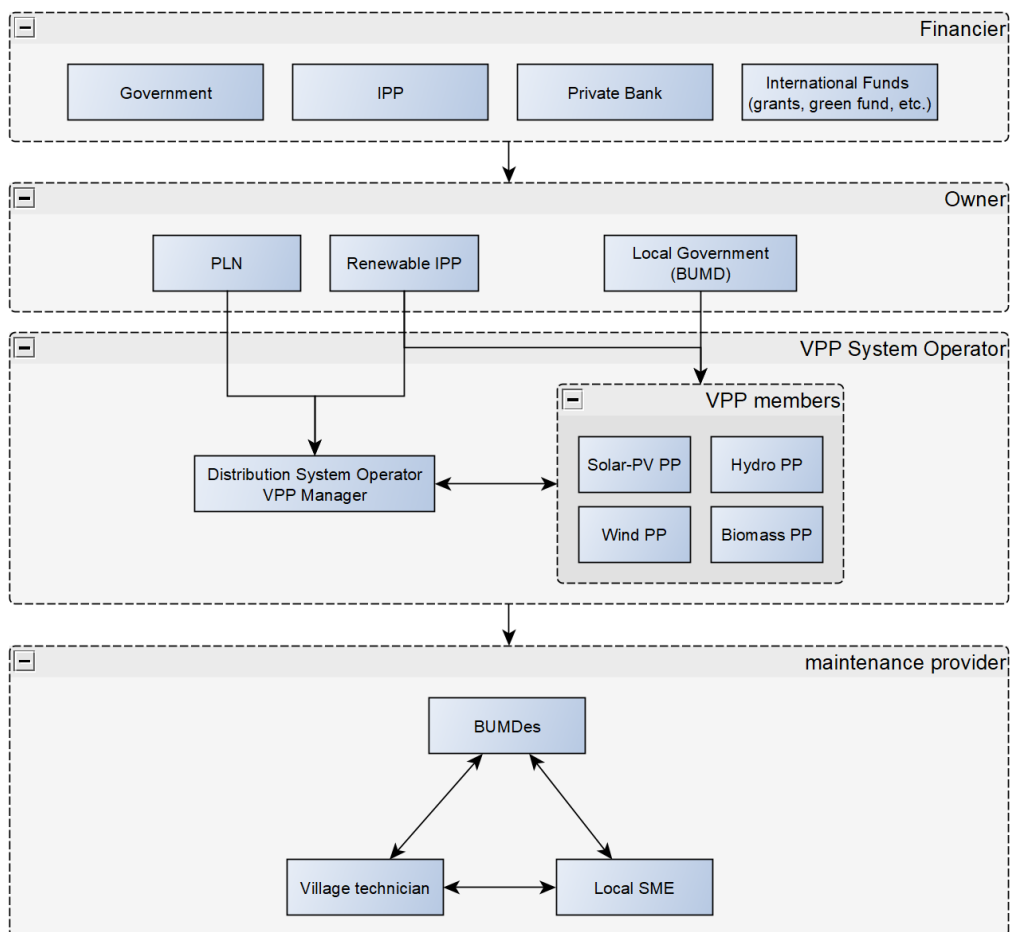 Financier
Government
IPP
Private Bank
International Funds
(grants, green fund, etc.)
Owner
PLN
Renewable IPP
Local Government
(BUMD)
VPP System Operator
VPP members
Solar-PV PP
Hydro PP
Distribution System Operator
VPP Manager
Wind PP
Biomass PP
maintenance provider
BUMDes
Village technician
Local SME